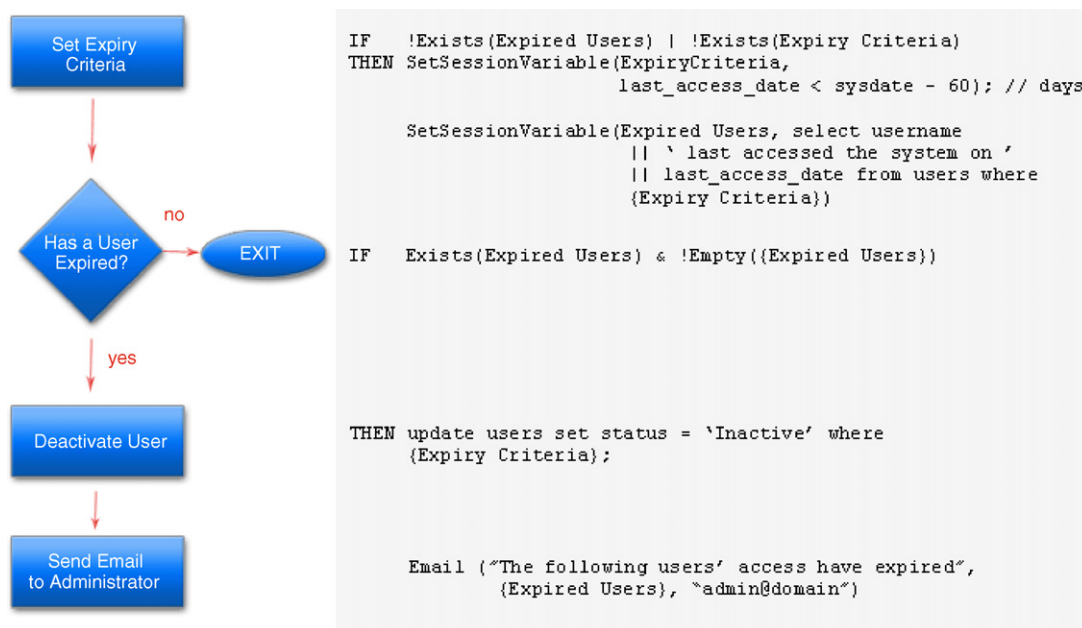 Set Expiry
Criteria
IF !Exists(Expired Users) | !Exists(Expiry Criteria)
THEN SetSessionVariable(ExpiryCriteria,
last_access_date < sysdate - 60); // days
SetSessionVariable(Expired Users, select username
|| ‘ last accessed the system on ’
|| last_access_date from users where
{Expiry Criteria})
Has a User
Expired?
no
EXIT
IF Exists(Expired Users) & !Empty({Expired Users})
yes
Deactivate User
THEN update users set status = ‘Inactive’ where
{Expiry Criteria};
Send Email
to Administrator
Email (”The following users’ access have expired”,
{Expired Users}, “admin@domain”)